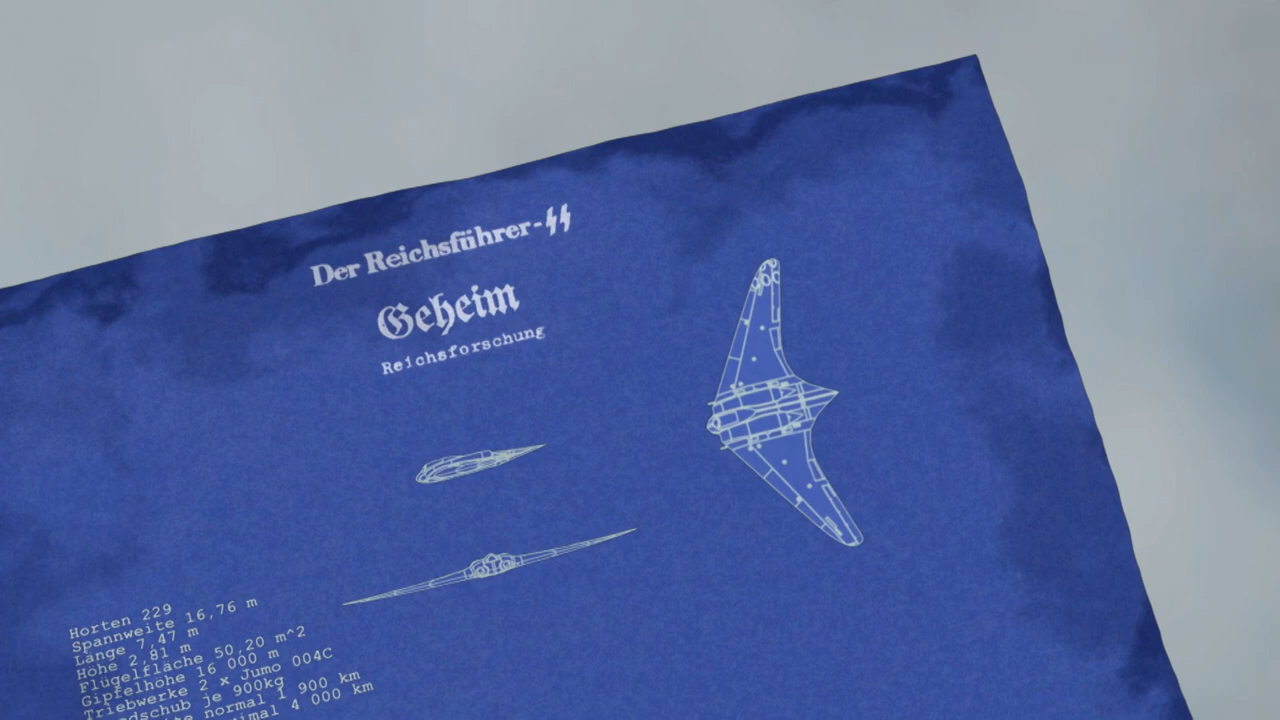 Der Reichsführer-SS
Geheim
Reichsforschung
Horten 229
Spannweite 16,76 m
Länge 7,47 m
Höhe 2,81 m
Flügelfläche 50,20 m^2
Gipfelhöhe 16 000 m
Triebwerke 2 x Jumo 004C
je 900kg
normal 1 900 km
4 000 km